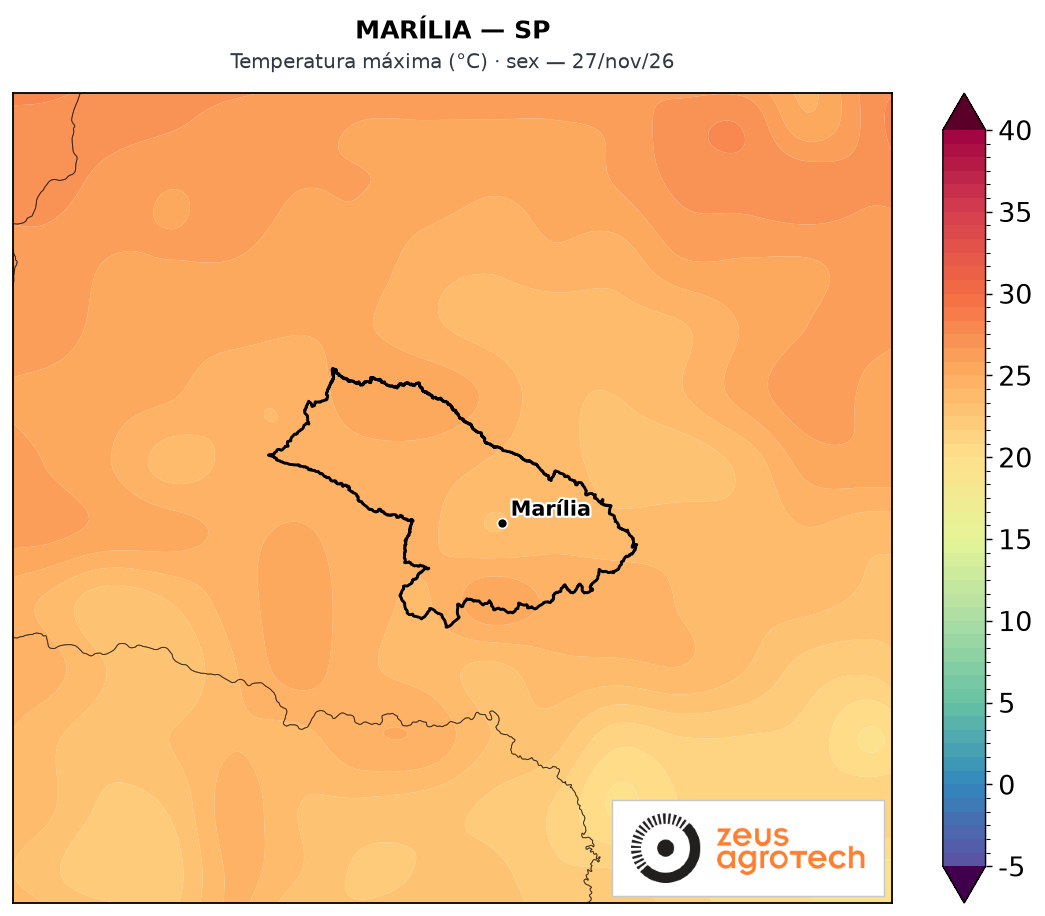 MARÍLIA — SP
Temperatura máxima (°C) · sex — 27/nov/26
40
35
30
25
20
15
10
5
0
-5
Marília
zeus
agrotech